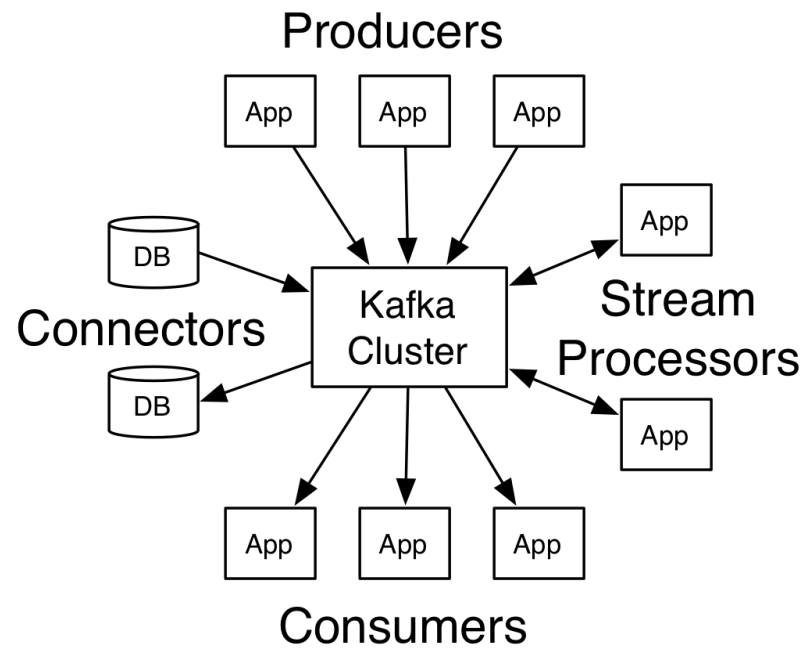 Producers
App
App
App
App
DB
Kafka
Cluster
Stream
Processors
Connectors
DB
App
App
App
App
Consumers